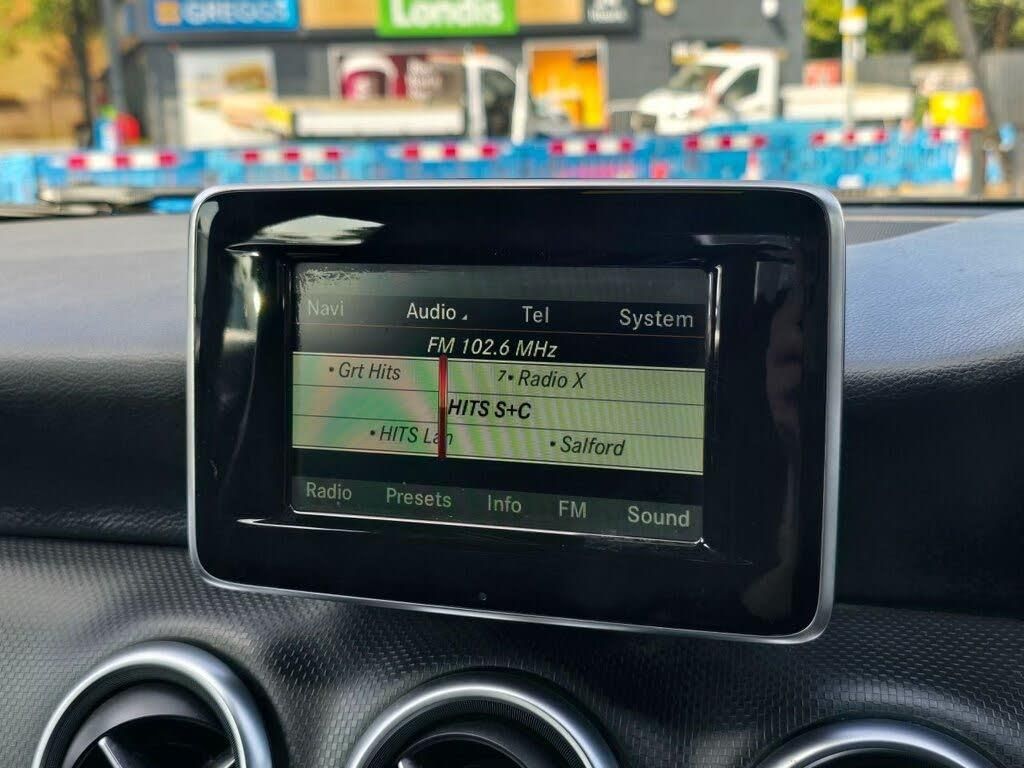 GREGGS
Londis
Navi Audio Tel System
FM 102.6 MHz
• Grt Hits 7• Radio X
HITS S+C
• HITS Lan • Salford
Radio Presets Info FM Sound